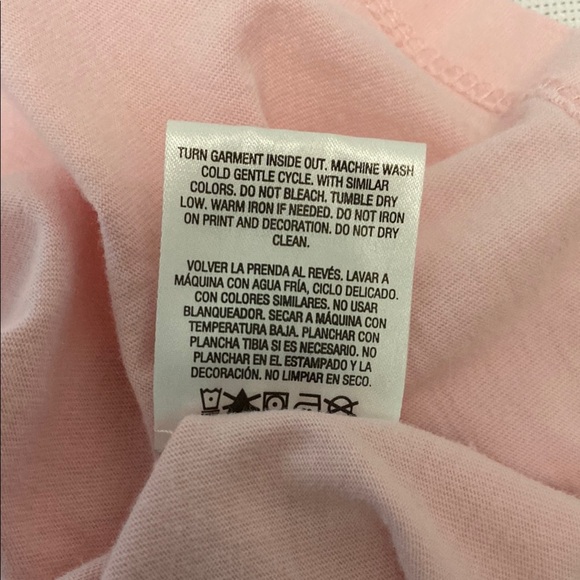 TURN GARMENT INSIDE OUT. MACHINE WASH
COLD GENTLE CYCLE. WITH SIMILAR
COLORS. DO NOT BLEACH. TUMBLE DRY
LOW. WARM IRON IF NEEDED. DO NOT IRON
ON PRINT AND DECORATION. DO NOT DRY
CLEAN.
VOLVER LA PRENDA AL REVÉS. LAVAR A
MÁQUINA CON AGUA FRÍA, CICLO DELICADO.
CON COLORES SIMILARES. NO USAR
BLANQUEADOR. SECAR A MÁQUINA CON
TEMPERATURA BAJA. PLANCHAR CON
PLANCHA TIBIA SI ES NECESARIO. NO
PLANCHAR EN EL ESTAMPADO Y LA
DECORACIÓN. NO LIMPIAR EN SECO.